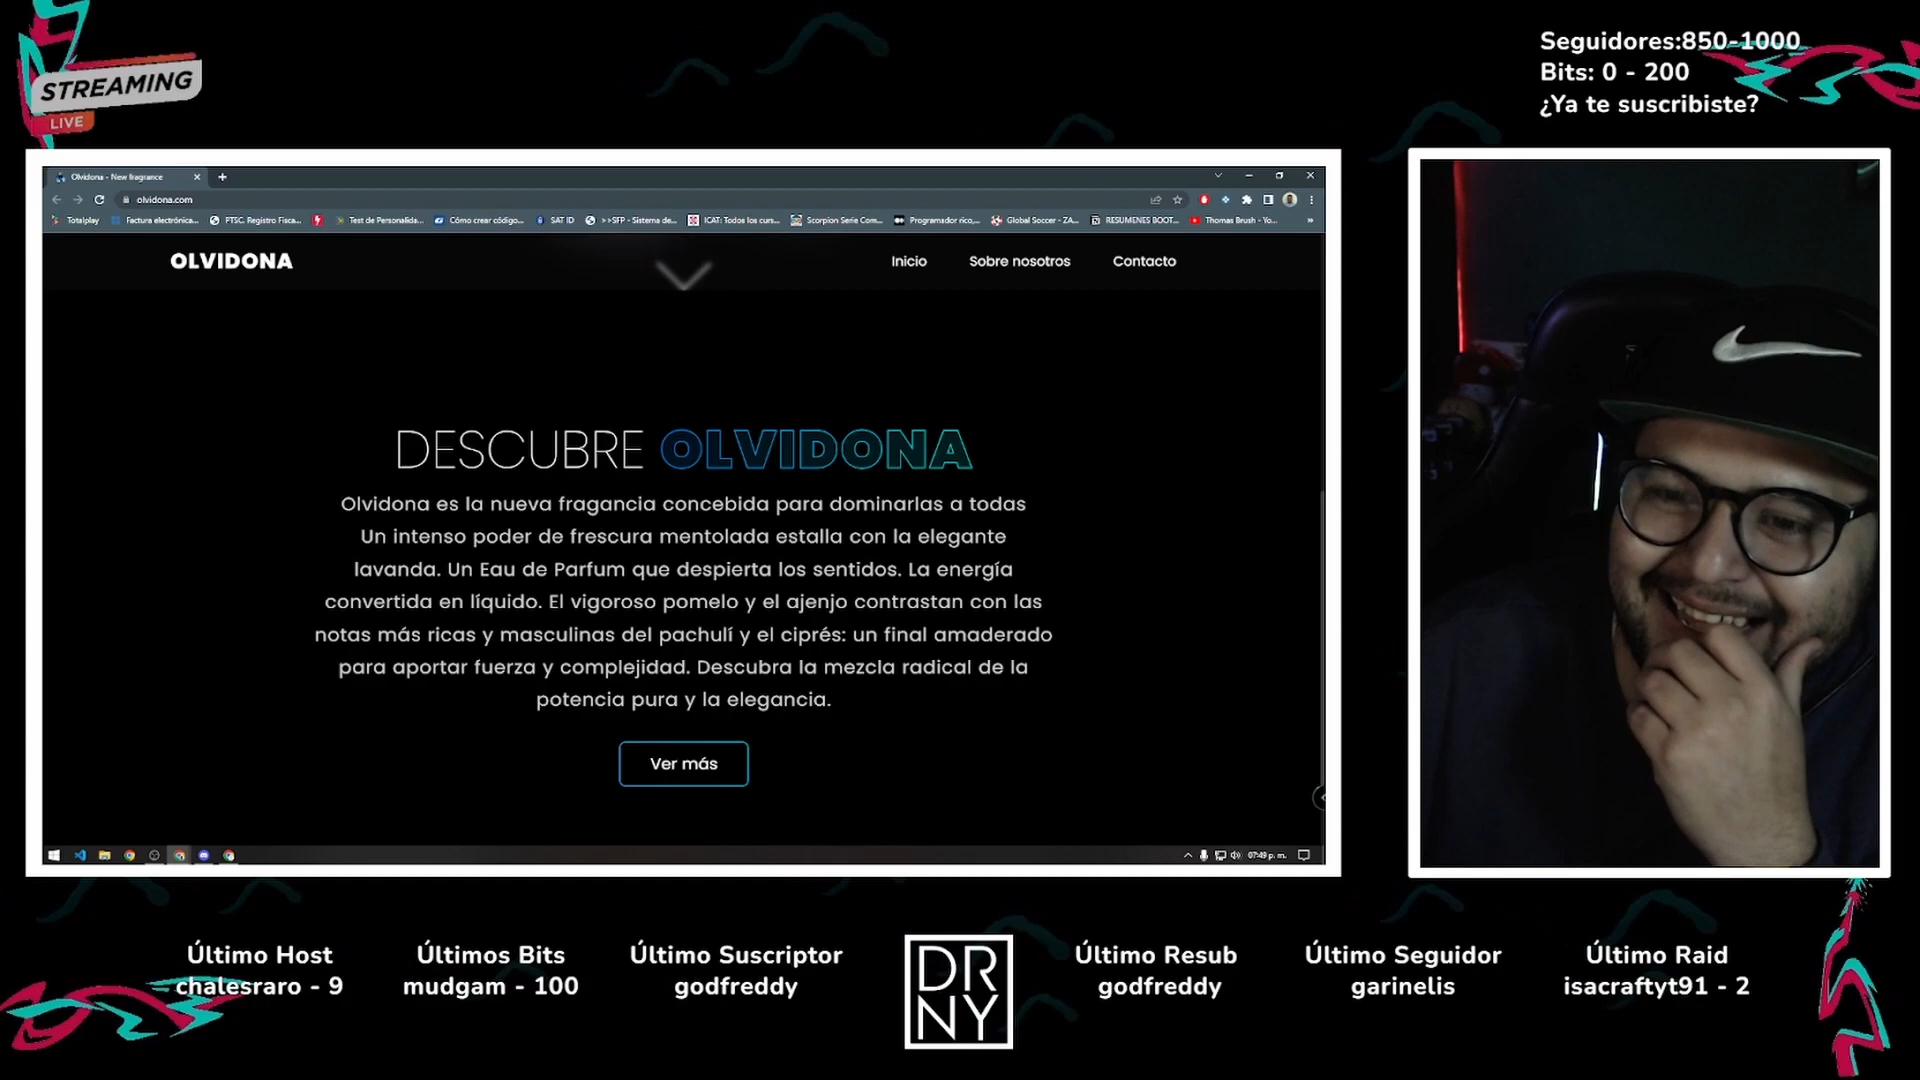 STREAMING
LIVE
Seguidores:850-1000
Bits: 0 - 200
¿Ya te suscribiste?
Olvidona - New fragrance
olvidona.com
Totalplay
Factura electrónica...
PTSC. Registro Fisca...
Test de Personalida...
Cómo crear código...
SAT ID
>>SFP - Sistema de...
ICAT: Todos los curs...
Scorpion Serie Com...
Programador rico,...
Global Soccer - ZA...
RESUMENES BOOT...
Thomas Brush - Yo...
OLVIDONA
Inicio
Sobre nosotros
Contacto
DESCUBRE OLVIDONA
Olvidona es la nueva fragancia concebida para dominarlas a todas
Un intenso poder de frescura mentolada estalla con la elegante
lavanda. Un Eau de Parfum que despierta los sentidos. La energía
convertida en líquido. El vigoroso pomelo y el ajenjo contrastan con las
notas más ricas y masculinas del pachulí y el ciprés: un final amaderado
para aportar fuerza y complejidad. Descubra la mezcla radical de la
potencia pura y la elegancia.
Ver más
07:49 p. m.
Último Host
chalesraro - 9
Últimos Bits
mudgam - 100
Último Suscriptor
godfreddy
DR
NY
Último Resub
godfreddy
Último Seguidor
garinelis
Último Raid
isacraftyt91 - 2